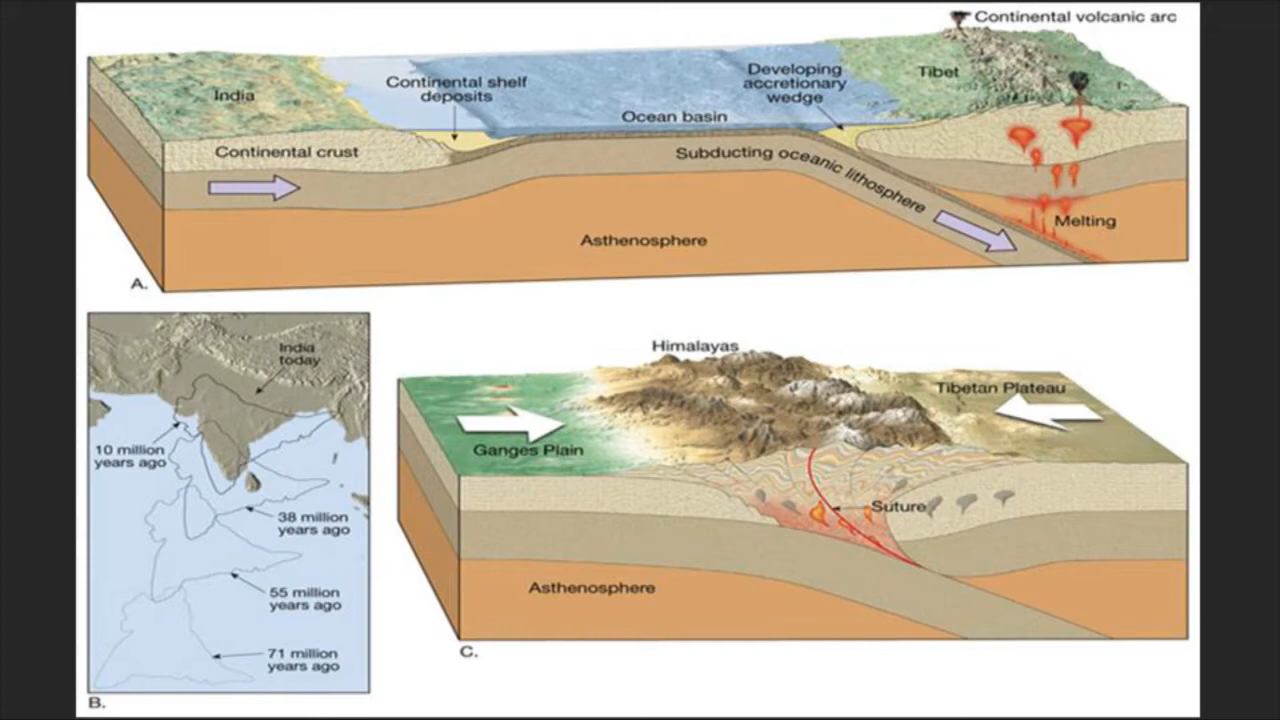 Continental volcanic arc
Continental shelf
deposits
Developing
accretionary
wedge
Tibet
India
Ocean basin
Continental crust
Subducting oceanic lithosphere
Melting
Asthenosphere
A.
India
today
10 million
years ago
38 million
years ago
55 million
years ago
71 million
years ago
B.
Himalayas
Tibetan Plateau
Ganges Plain
Suture
Asthenosphere
C.